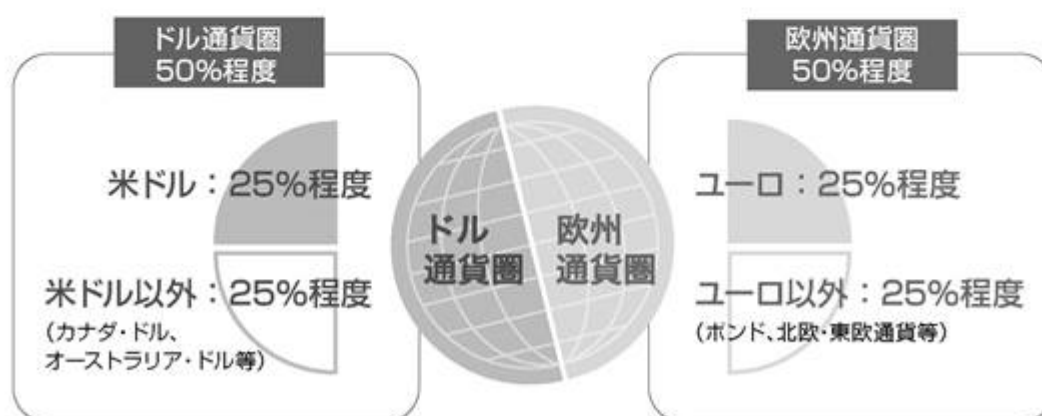 ドル通貨圏
50%程度
米ドル：25%程度
米ドル以外：25%程度
(カナダ・ドル、
オーストラリア・ドル等)
ドル
通貨圏
欧州
通貨圏
欧州通貨圏
50%程度
ユーロ：25%程度
ユーロ以外：25%程度
(ポンド、北欧・東欧通貨等)